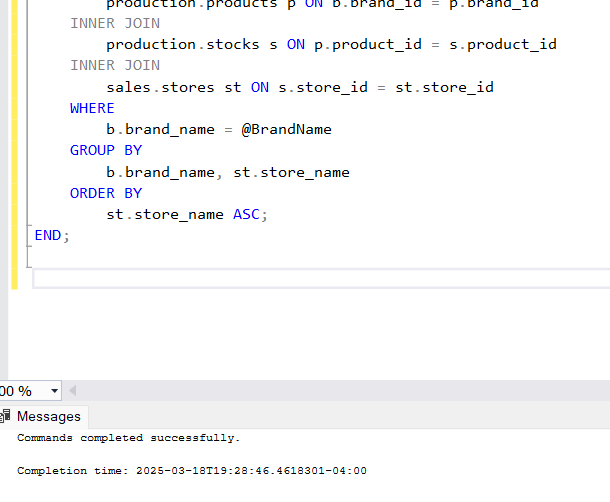 production.products p ON b.brand_id = p.brand_id
INNER JOIN
production.stocks s ON p.product_id = s.product_id
INNER JOIN
sales.stores st ON s.store_id = st.store_id
WHERE
b.brand_name = @BrandName
GROUP BY
b.brand_name, st.store_name
ORDER BY
st.store_name ASC;
END;
00 %
Messages
Commands completed successfully.
Completion time: 2025-03-18T19:28:46.4618301-04:00